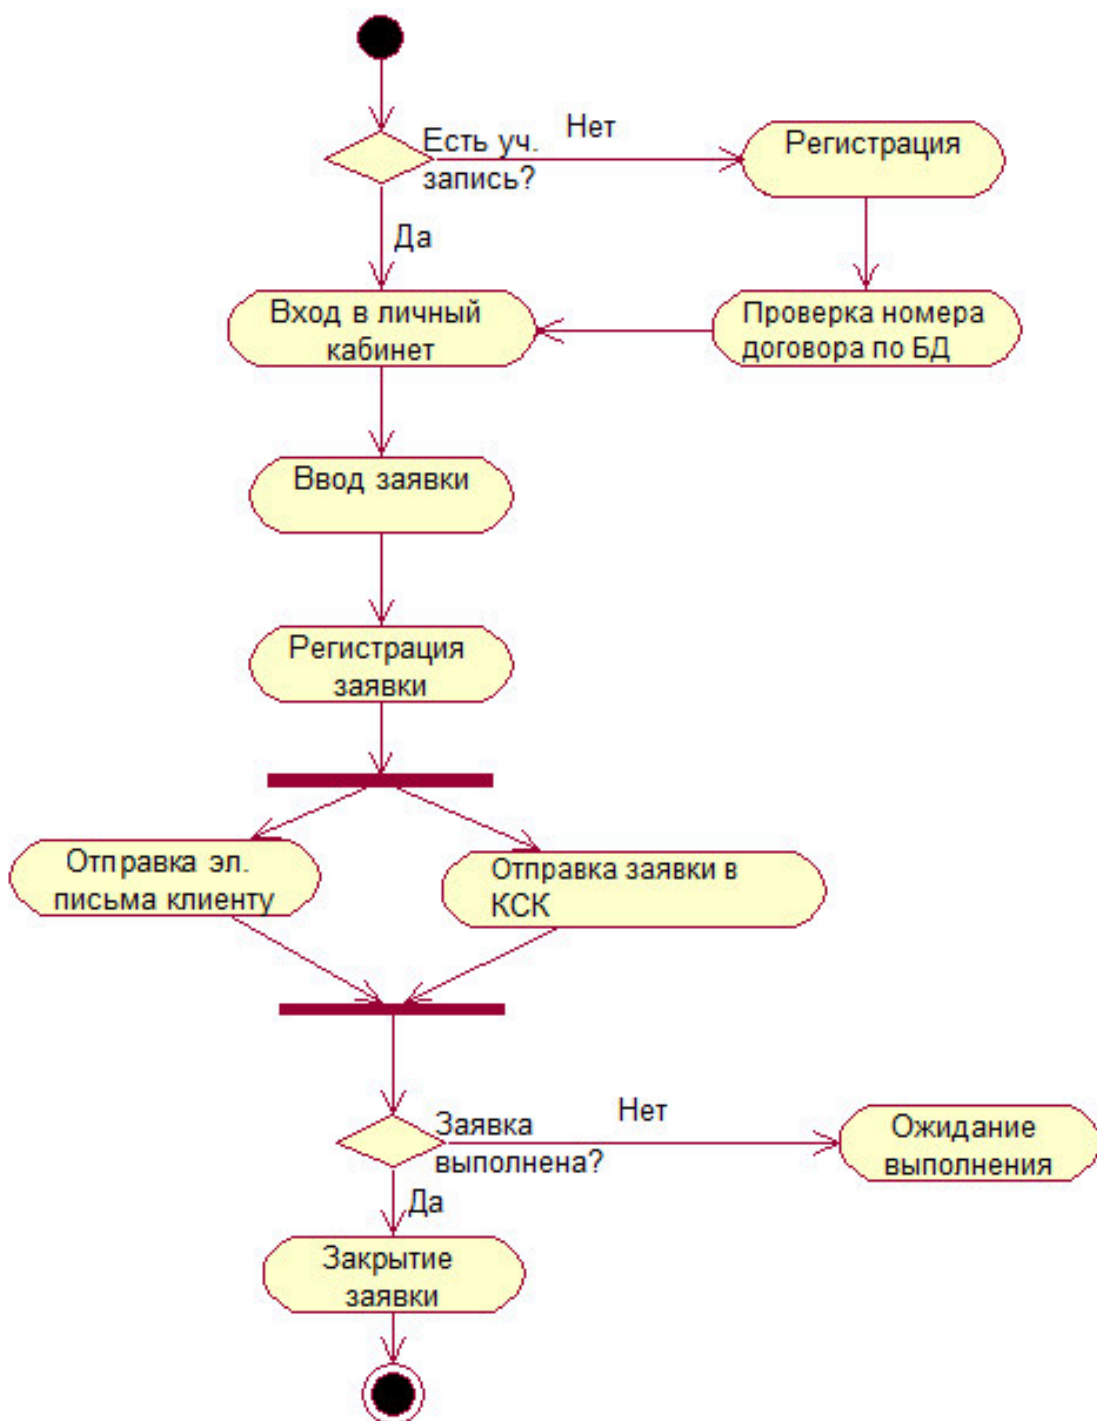 Есть уч.
запись?
Нет
Регистрация
Да
Вход в личный
кабинет
Проверка номера
договора по БД
Ввод заявки
Регистрация
заявки
Отправка эл.
письма клиенту
Отправка заявки в
КСК
Заявка
выполнена?
Нет
Ожидание
выполнения
Да
Закрытие
заявки